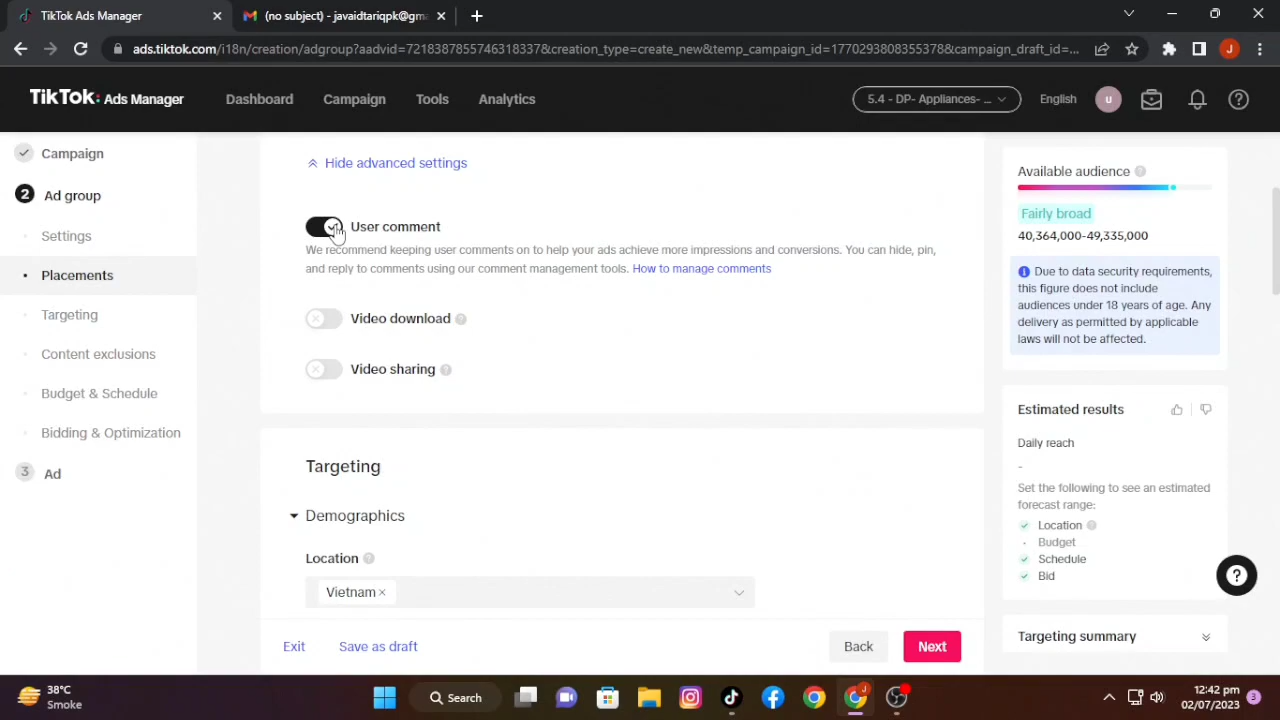 TikTok Ads Manager
(no subject) - javaidtariqpk@gma
ads.tiktok.com/i18n/creation/adgroup?aadvid=7218387855746318337&creation_type=create_new&temp_campaign_id=1770293808355378&campaign_draft_id=...
J
TikTok: Ads Manager
Dashboard
Campaign
Tools
Analytics
5.4 - DP- Appliances- ...
English
U
Campaign
2 Ad group
Settings
Placements
Targeting
Content exclusions
Budget & Schedule
Bidding & Optimization
3 Ad
Hide advanced settings
User comment
We recommend keeping user comments on to help your ads achieve more impressions and conversions. You can hide, pin,
and reply to comments using our comment management tools. How to manage comments
Video download
Video sharing
Targeting
Demographics
Location
Vietnam
Exit
Save as draft
Back
Next
Available audience
Fairly broad
40,364,000-49,335,000
Due to data security requirements,
this figure does not include
audiences under 18 years of age. Any
delivery as permitted by applicable
laws will not be affected.
Estimated results
Daily reach
-
Set the following to see an estimated
forecast range:
Location
Budget
Schedule
Bid
Targeting summary
38°C
Smoke
Search
12:42 pm
02/07/2023
3